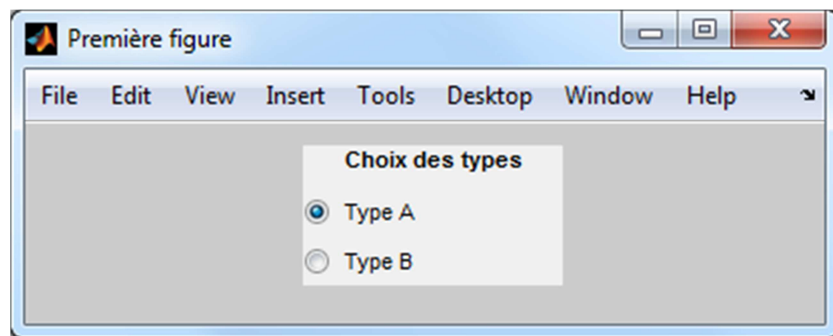 Première figure
File Edit View Insert Tools Desktop Window Help
Choix des types
Type A
Type B